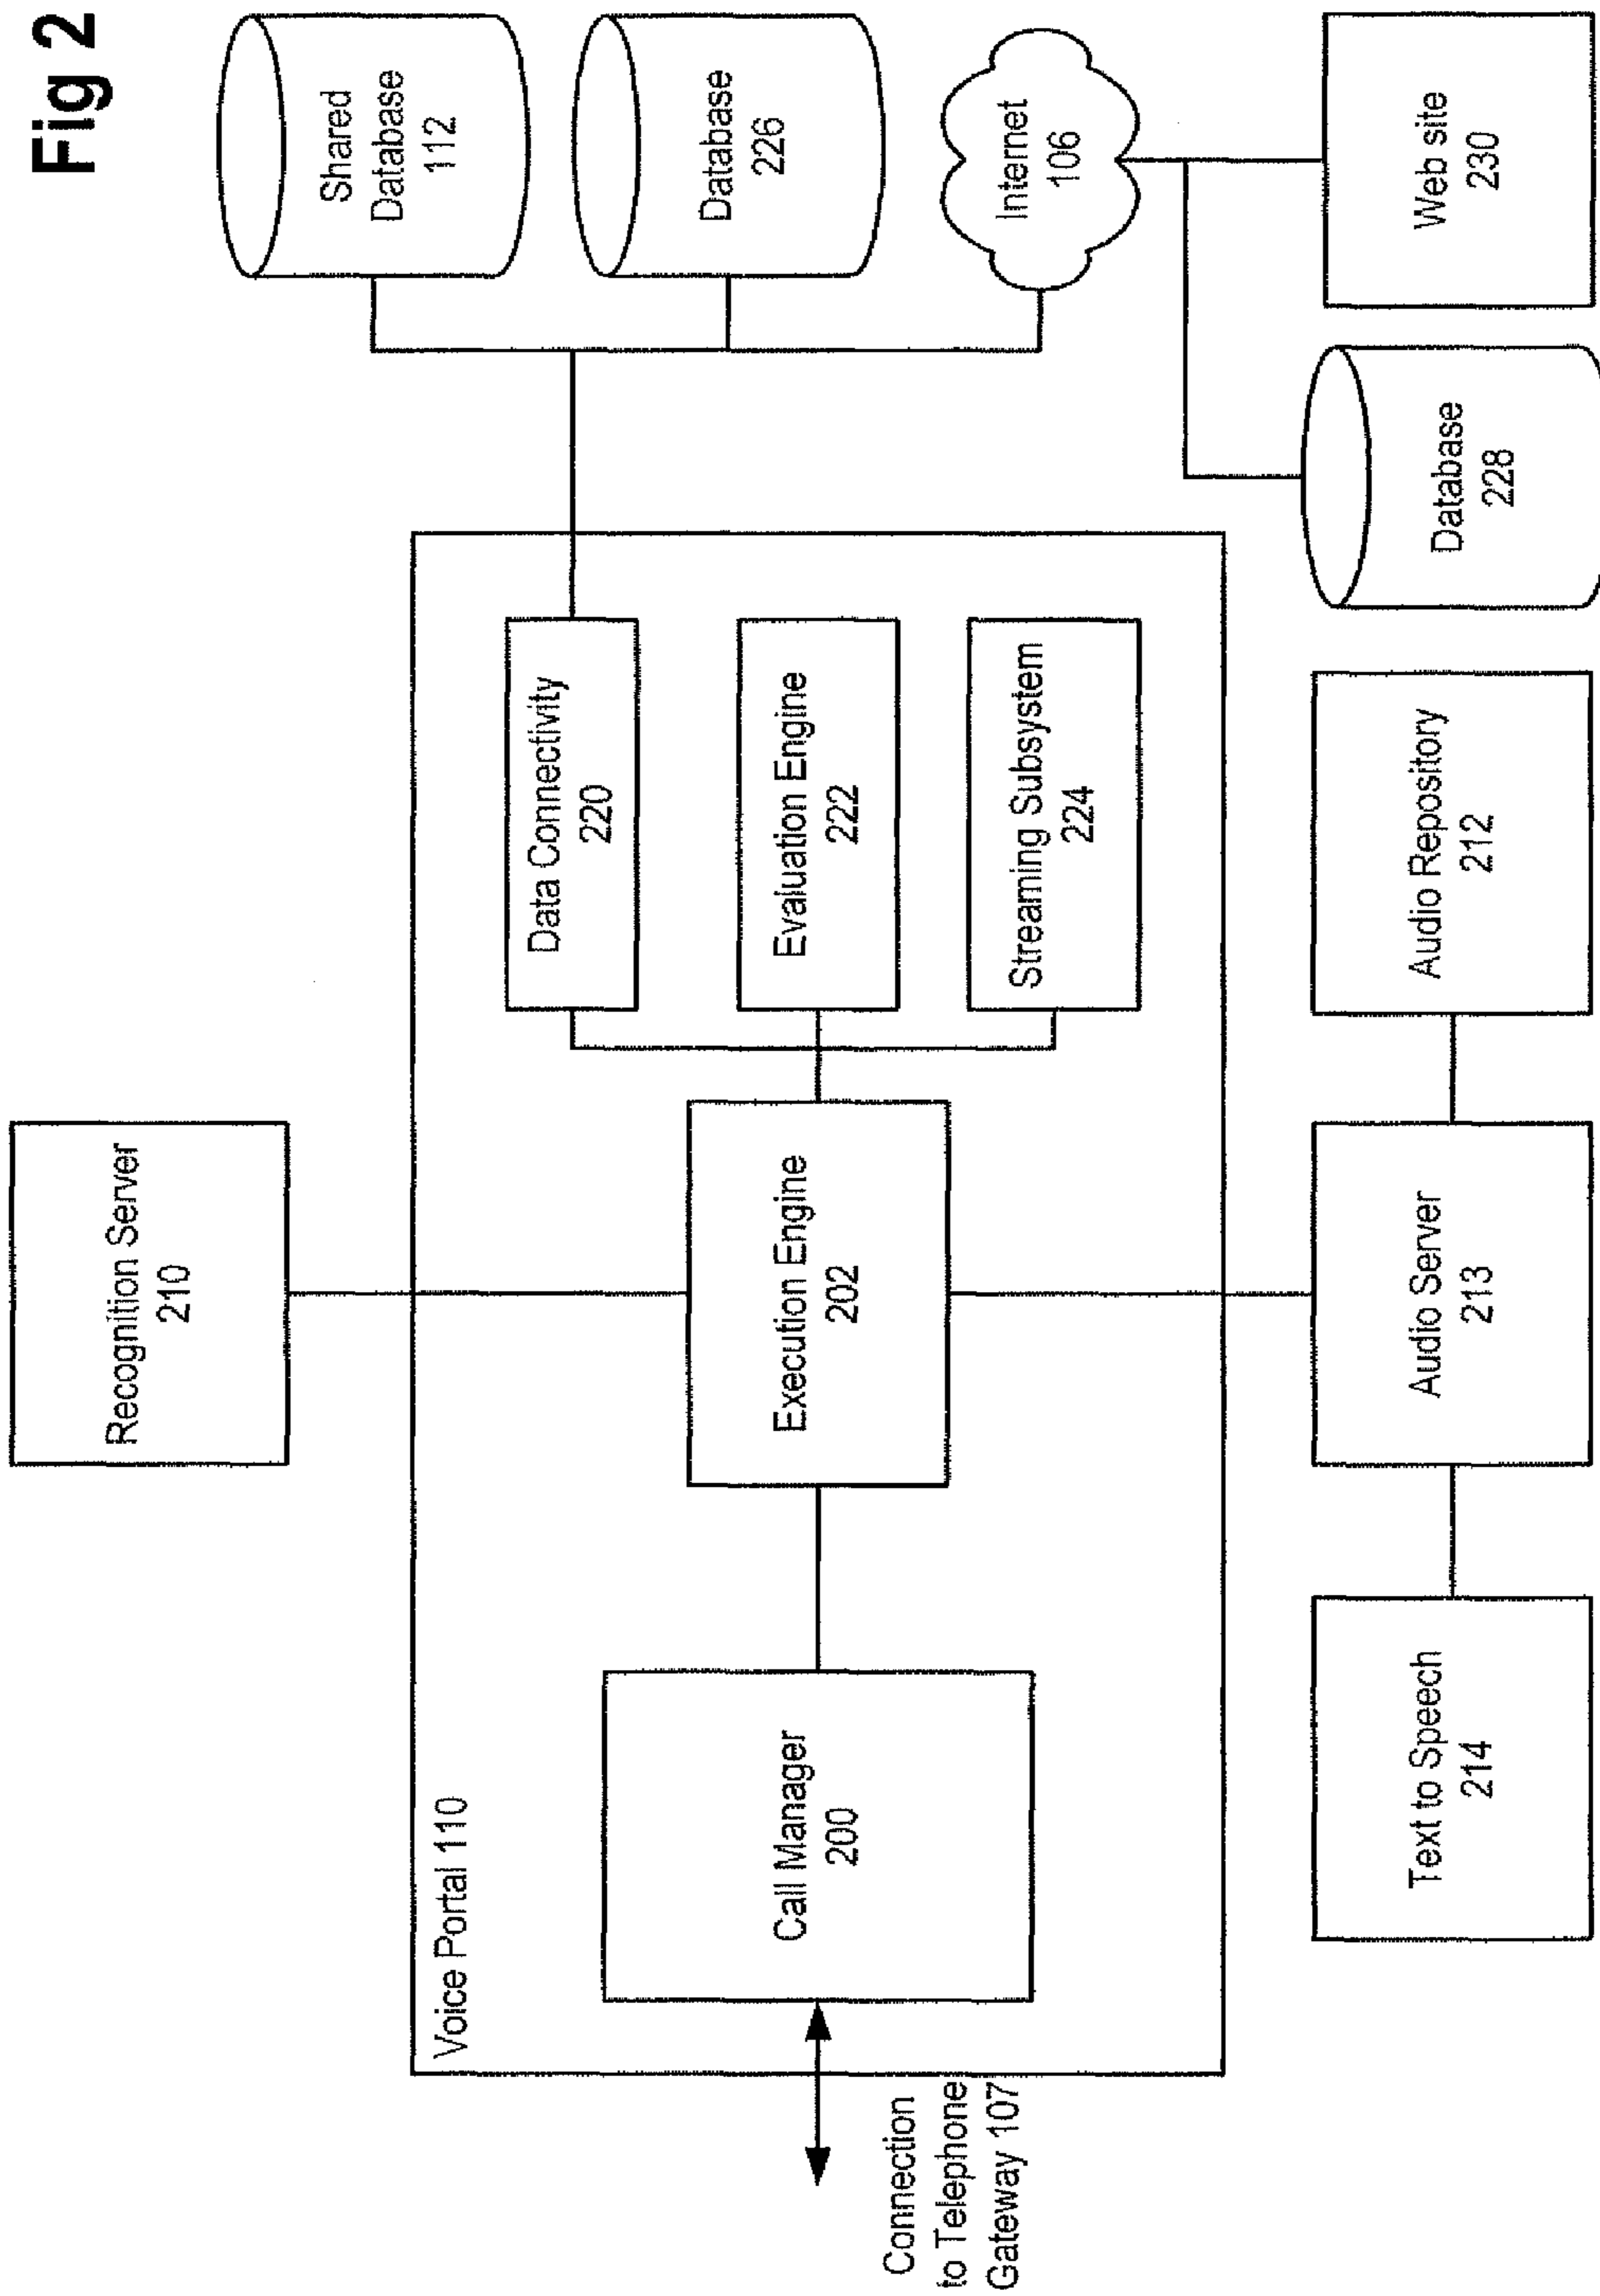 Fig 2
Recognition Server
210
Shared
Database
112
Voice Portal 110
Data Connectivity
220
Database
226
Call Manager
200
Execution Engine
202
Evaluation Engine
222
Connection
to Telephone
Gateway 107
Streaming Subsystem
224
Internet
106
Text to Speech
214
Audio Server
213
Audio Repository
212
Database
228
Web site
230